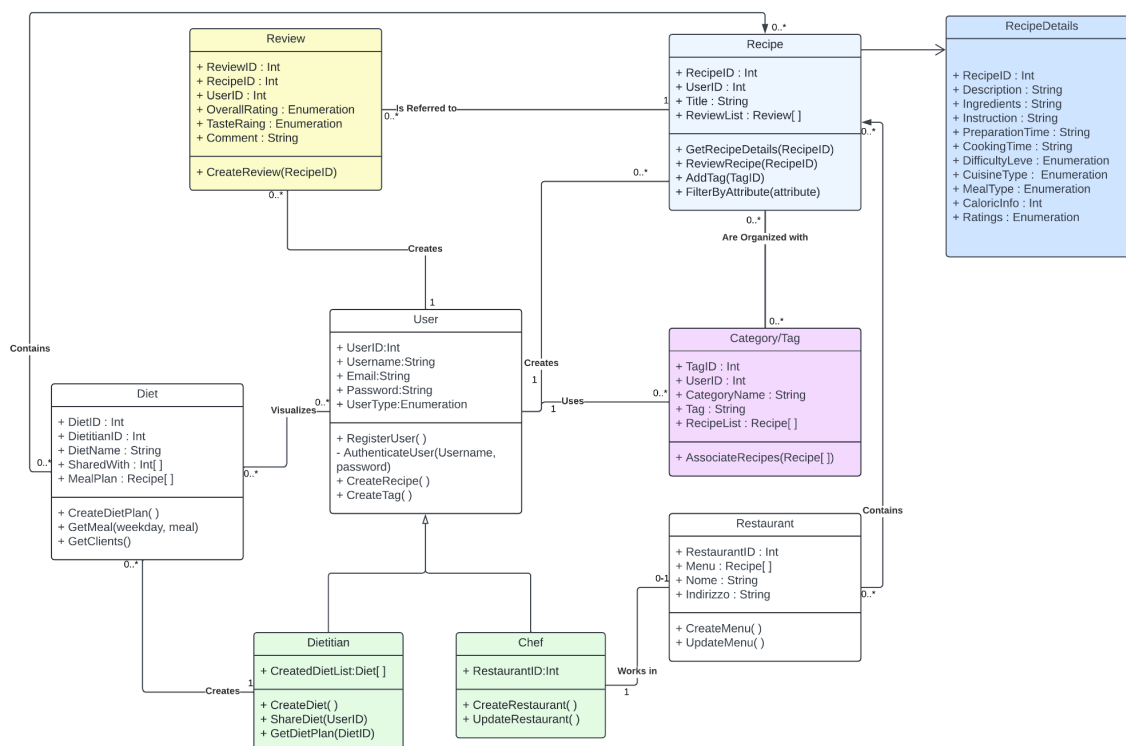 0..*
Review
+ ReviewID : Int
+ RecipeID : Int
+ UserID : Int
+ OverallRating : Enumeration
+ TasteRaing : Enumeration
+ Comment : String
+ CreateReview(RecipeID)
0..*
Is Referred to
0..*
1
Recipe
+ RecipeID : Int
+ UserID : Int
+ Title : String
+ ReviewList : Review[ ]
+ GetRecipeDetails(RecipeID)
+ ReviewRecipe(RecipeID)
+ AddTag(TagID)
+ FilterByAttribute(attribute)
RecipeDetails
+ RecipeID : Int
+ Description : String
+ Ingredients : String
+ Instruction : String
+ PreparationTime : String
+ CookingTime : String
+ DifficultyLeve : Enumeration
+ CuisineType :  Enumeration
+ MealType : Enumeration
+ CaloricInfo : Int
+ Ratings : Enumeration
0..*
0..*
0..*
Are Organized with
0..*
Creates
1
User
+ UserID:Int
+ Username:String
+ Email:String
+ Password:String
+ UserType:Enumeration
+ RegisterUser( )
- AuthenticateUser(Username,
password)
+ CreateRecipe( )
+ CreateTag( )
Creates
1
1
Uses
0..*
Category/Tag
+ TagID : Int
+ UserID : Int
+ CategoryName : String
+ Tag : String
+ RecipeList : Recipe[ ]
+ AssociateRecipes(Recipe[ ])
Contains
0..*
Diet
+ DietID : Int
+ DietitianID : Int
+ DietName : String
+ SharedWith : Int[ ]
+ MealPlan : Recipe[ ]
+ CreateDietPlan( )
+ GetMeal(weekday, meal)
+ GetClients()
0..*
Visualizes
0..*
0..*
Restaurant
+ RestaurantID : Int
+ Menu : Recipe[ ]
+ Nome : String
+ Indirizzo : String
+ CreateMenu( )
+ UpdateMenu( )
Contains
0..*
0-1
Works in
1
Creates
1
Dietitian
+ CreatedDietList:Diet[ ]
+ CreateDiet( )
+ ShareDiet(UserID)
+ GetDietPlan(DietID)
Chef
+ RestaurantID:Int
+ CreateRestaurant( )
+ UpdateRestaurant( )